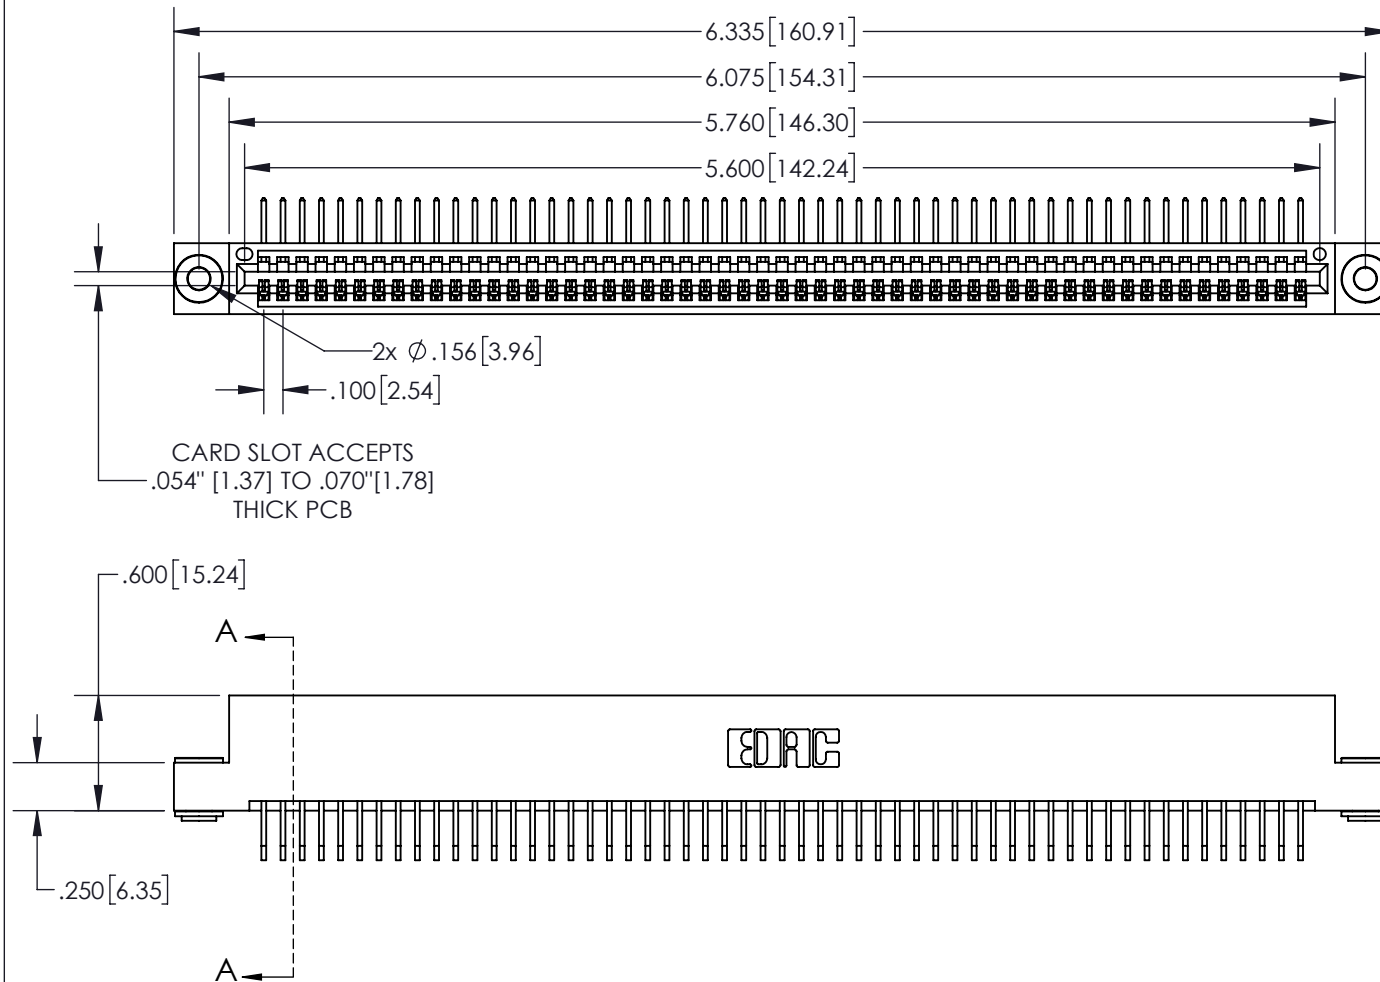 6.335[160.91]
6.075[154.31]
5.760[146.30]
5.600[142.24]
2x ⌀.156[3.96]
.100[2.54]
CARD SLOT ACCEPTS
.054" [1.37] TO .070"[1.78]
THICK PCB
.600[15.24]
A
EDAC
.250[6.35]
A